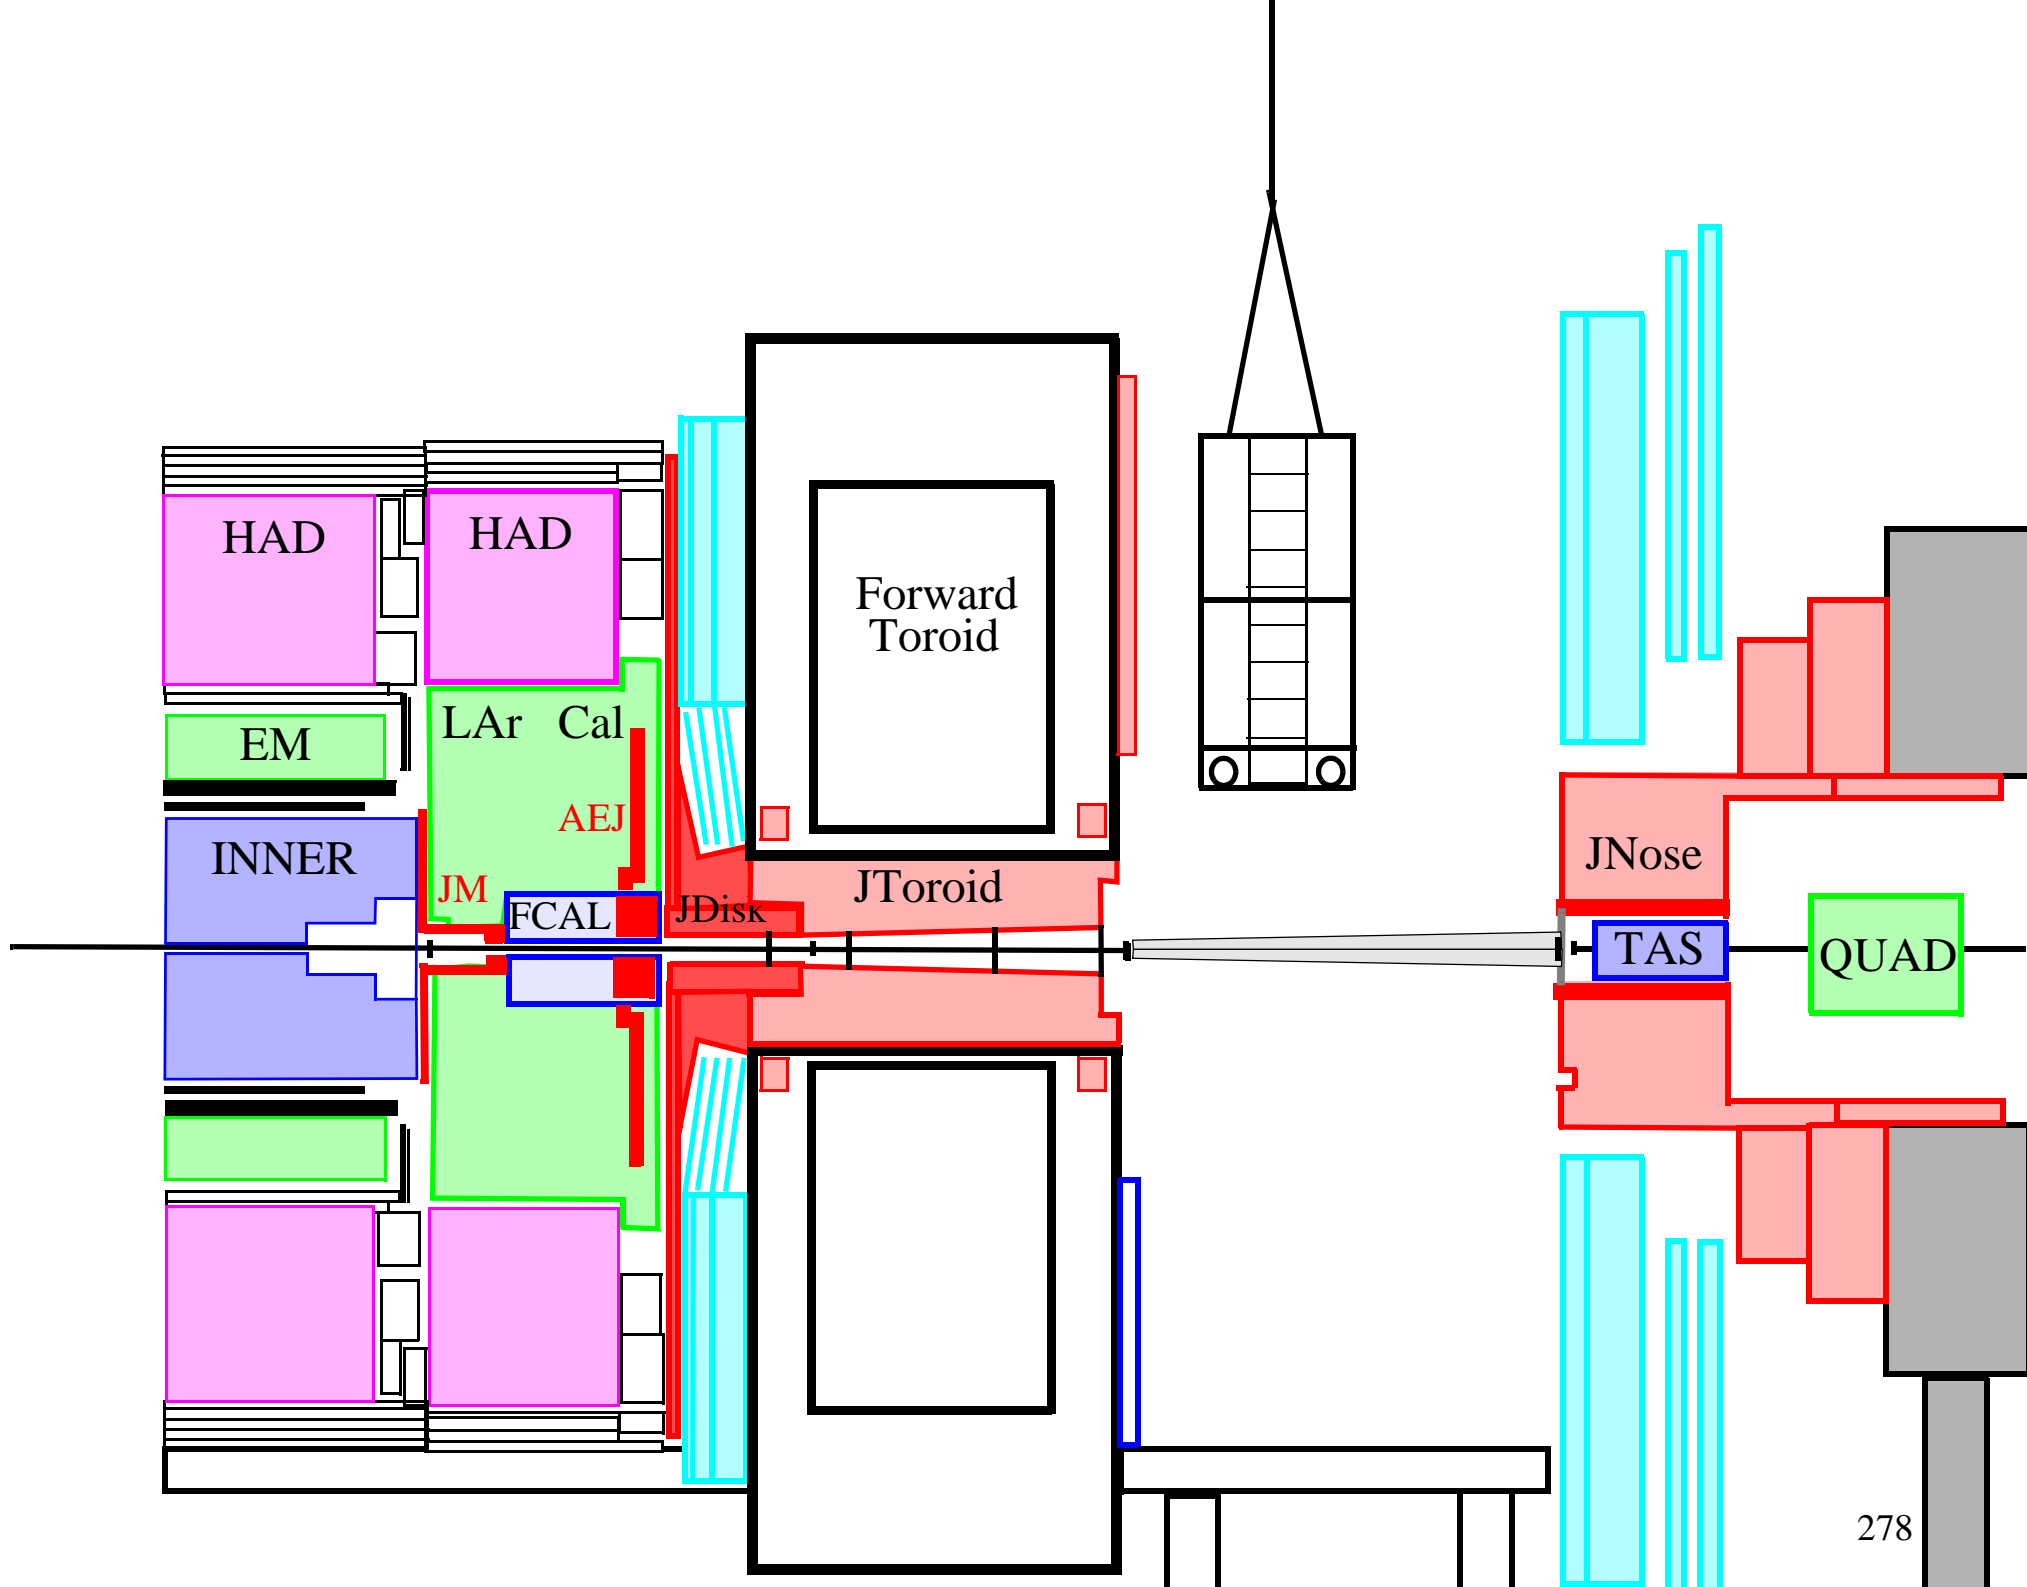 HAD
HAD
Forward
Toroid
LAr Cal
EM
AEJ
INNER
JM
FCAL
JDisk
JToroid
JNose
TAS
QUAD
278